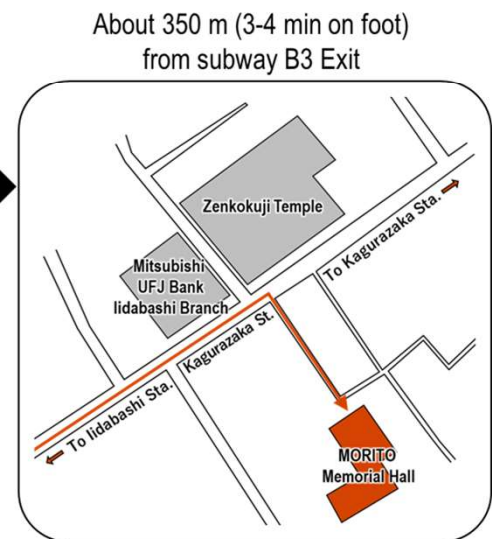 About 350 m (3-4 min on foot)
from subway B3 Exit
Zenkokuji Temple
To Kagurazaka Sta.
Mitsubishi
UFJ Bank
Iidabashi Branch
Kagurazaka St.
To Iidabashi Sta.
MORITO
Memorial Hall